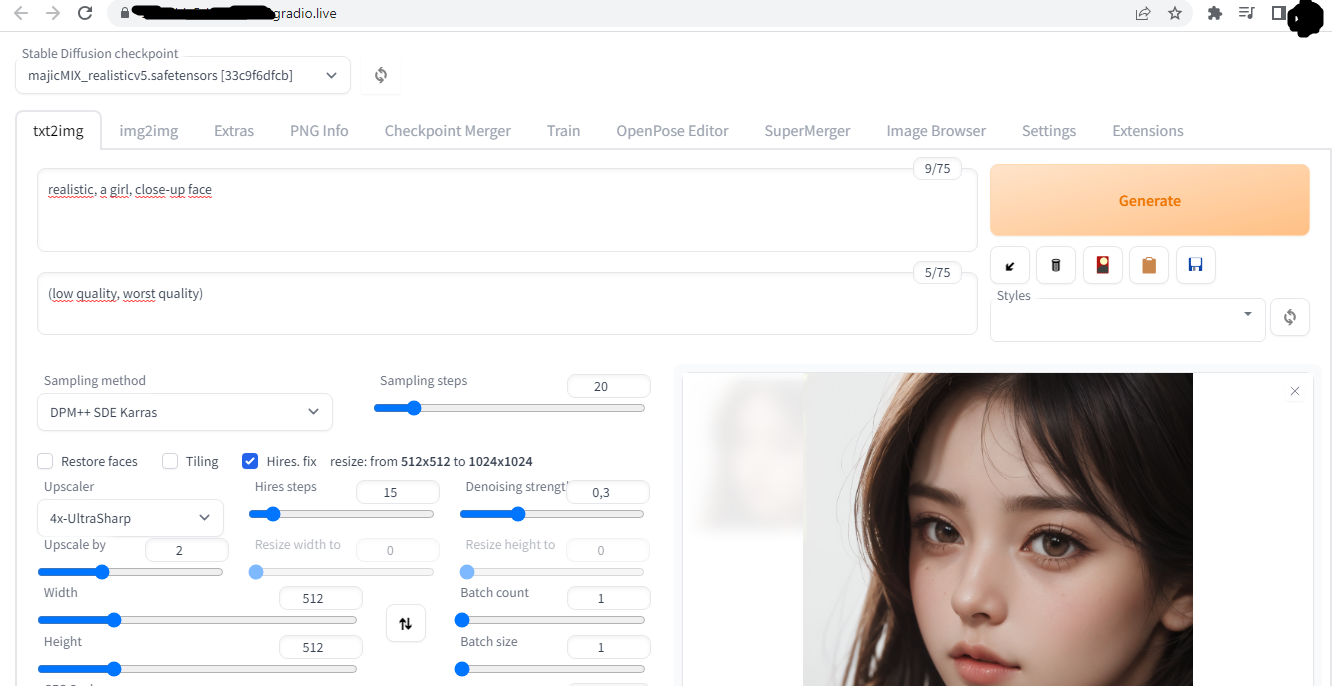 gradio.live
Stable Diffusion checkpoint
majicMIX_realisticv5.safetensors [33c9f6dfcb]
txt2img img2img Extras PNG Info Checkpoint Merger Train OpenPose Editor SuperMerger Image Browser Settings Extensions
9/75
realistic, a girl, close-up face
Generate
5/75
(low quality, worst quality)
Styles
Sampling method
Sampling steps
20
DPM++ SDE Karras
Restore faces Tiling Hires. fix resize: from 512x512 to 1024x1024
Upscaler
Hires steps
15
Denoising strengt
0,3
4x-UltraSharp
Upscale by
2
Resize width to
0
Resize height to
0
Width
512
Batch count
1
Height
512
Batch size
1